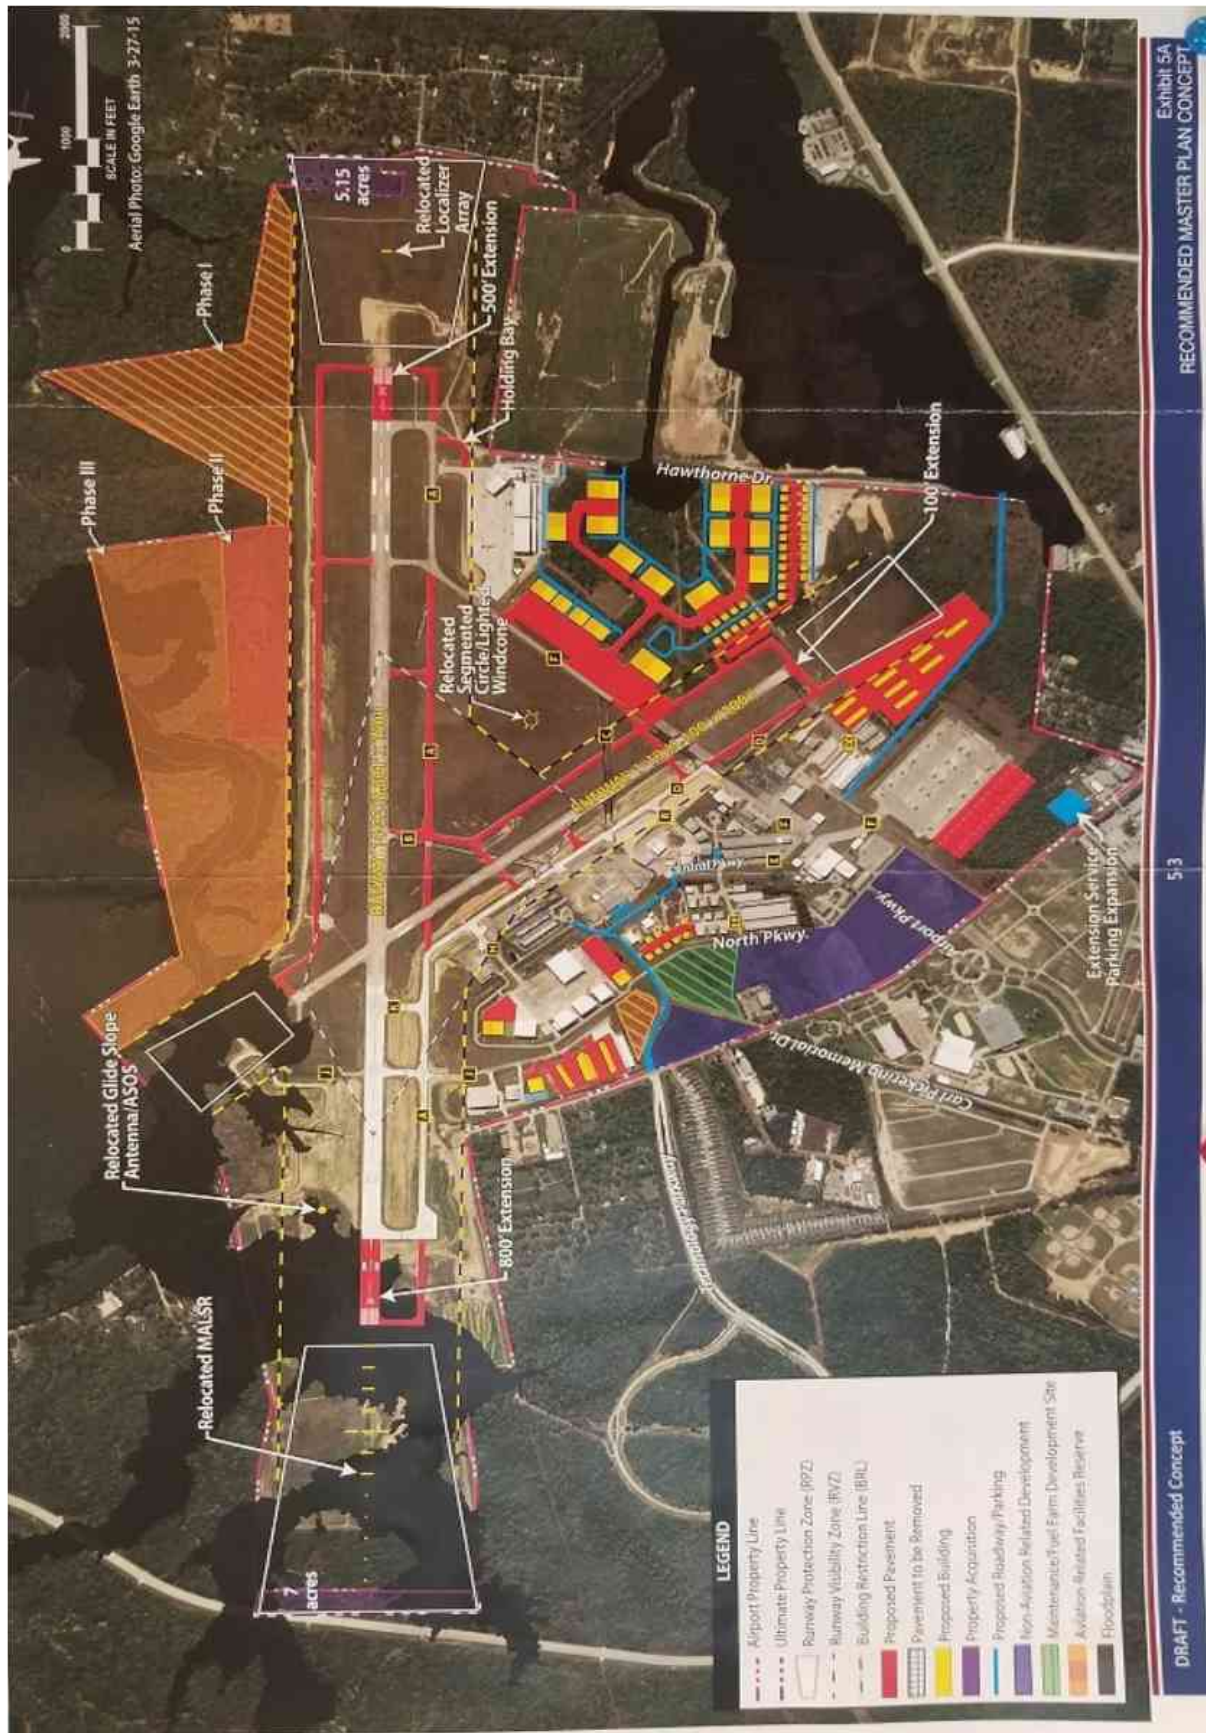 Exhibit 5A
RECOMMENDED MASTER PLAN CONCEPT
0
1000
2000
SCALE IN FEET
Aerial Photo: Google Earth 3-27-15
Phase I
Phase III
Phase II
5.15
acres
Relocated
Localizer
Array
500' Extension
Holding Bay
Hawthorne Dr.
100' Extension
Relocated
Segmented
Circle/Lighted
Windcone
A
A
B
F
C
D
D
E
E
F
H
K
J
J
A
North Pkwy.
Airport Pkwy.
Carl Pickering Memorial Dr.
Technology Parkway
Extension Service
Parking Expansion
Relocated Glide Slope
Antenna/ASOS
800' Extension
Relocated MALSR
7
acres
LEGEND
Airport Property Line
Ultimate Property Line
Runway Protection Zone (RPZ)
Runway Visibility Zone (RVZ)
Building Restriction Line (BRL)
Proposed Pavement
Pavement to be Removed
Proposed Building
Property Acquisition
Proposed Roadway/Parking
Non-Aviation Related Development
Maintenance/Fuel Farm Development Site
Aviation-Related Facilities Reserve
Floodplain
DRAFT - Recommended Concept
5-3